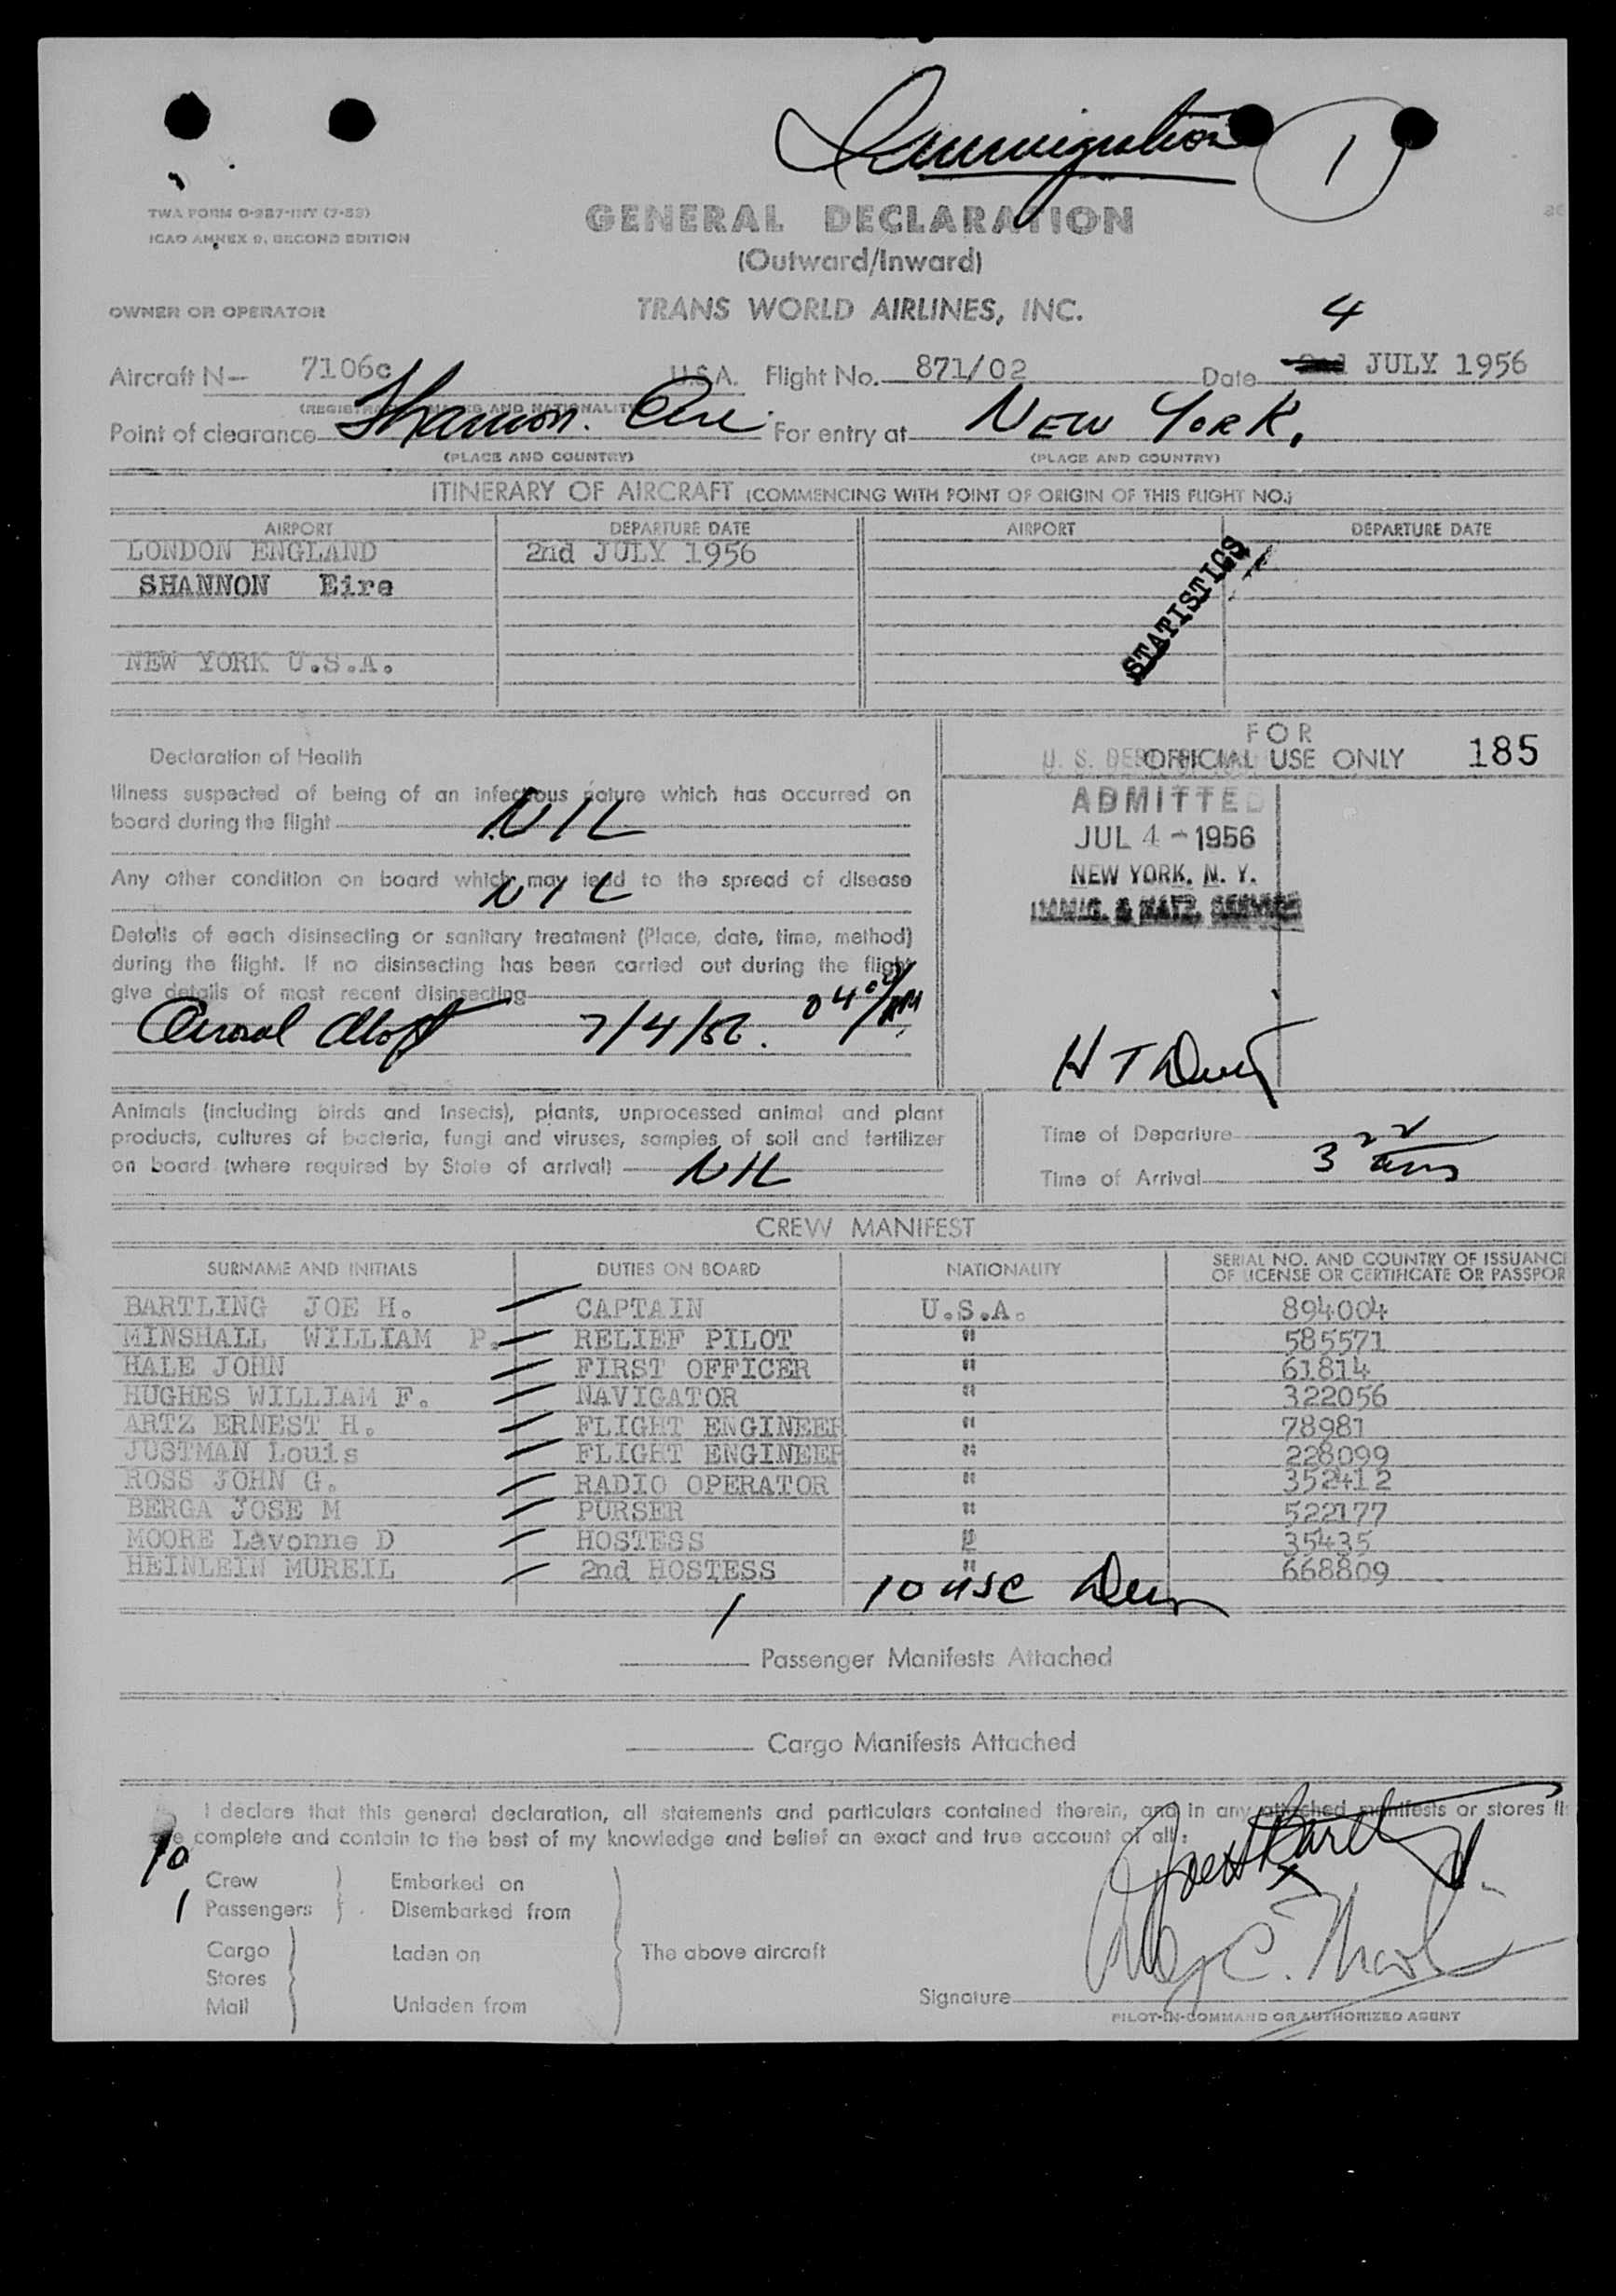 Immigration 1
TWA FORM O-287-INT (7-53)
ICAO ANNEX 9, SECOND EDITION
GENERAL DECLARATION
(Outward/Inward)
OWNER OR OPERATOR
TRANS WORLD AIRLINES, INC.
4
Aircraft N— 7106c U.S.A. Flight No. 871/02 Date 2nd JULY 1956
Point of clearance Shannon. Eire. For entry at NEW YORK.
(PLACE AND COUNTRY) (PLACE AND COUNTRY)
ITINERARY OF AIRCRAFT (COMMENCING WITH POINT OF ORIGIN OF THIS FLIGHT NO.)
AIRPORT DEPARTURE DATE AIRPORT DEPARTURE DATE
LONDON ENGLAND 2nd JULY 1956
SHANNON Eire
STATISTICS
NEW YORK U.S.A.
FOR
OFFICIAL USE ONLY 185
Declaration of Health
Illness suspected of being of an infectious nature which has occurred on
board during the flight NIL
Any other condition on board which may lead to the spread of disease
NIL
Details of each disinsecting or sanitary treatment (Place, date, time, method)
during the flight. If no disinsecting has been carried out during the flight
give details of most recent disinsecting
Aerosol Aloft 7/4/56.
U. S. DEPT.
ADMITTED
JUL 4 - 1956
NEW YORK, N. Y.
IMMIG. & NATZ. SERVICE
Animals (including birds and insects), plants, unprocessed animal and plant
products, cultures of bacteria, fungi and viruses, samples of soil and fertilizer
on board (where required by State of arrival) NIL
Time of Departure
Time of Arrival 3 22 am
CREW MANIFEST
SURNAME AND INITIALS DUTIES ON BOARD NATIONALITY SERIAL NO. AND COUNTRY OF ISSUANC
OF LICENSE OR CERTIFICATE OR PASSPOR
BARTLING JOE H. CAPTAIN U.S.A. 894004
MINSHALL WILLIAM P. RELIEF PILOT " 585571
HALE JOHN FIRST OFFICER " 61814
HUGHES WILLIAM F. NAVIGATOR " 322056
ARTZ ERNEST H. FLIGHT ENGINEER " 78981
JUSTMAN Louis FLIGHT ENGINEER " 228099
ROSS JOHN G. RADIO OPERATOR " 352412
BERGA JOSE M PURSER " 522177
MOORE Lavonne D HOSTESS " 35435
HEINLEIN MUREIL 2nd HOSTESS " 668809
10 USC
1
Passenger Manifests Attached
Cargo Manifests Attached
I declare that this general declaration, all statements and particulars contained therein, and in any attached manifests or stores li
are complete and contain to the best of my knowledge and belief an exact and true account of all:
10 Crew Embarked on
1 Passengers Disembarked from
Cargo Laden on The above aircraft
Stores
Mail Unladen from
Joe H Bartling
Signature
PILOT-IN-COMMAND OR AUTHORIZED AGENT